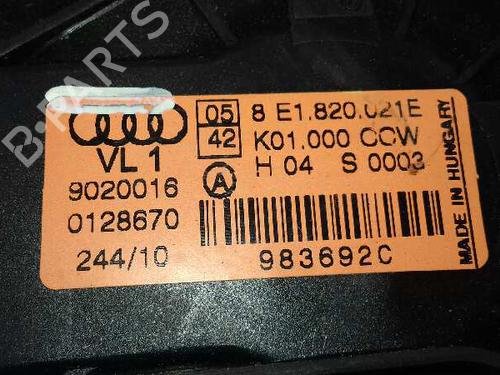 B-PARTS
VL 1
9020016
0128670
244/10
05
42
A
8 E1.820.021E
K01.000 CCW
H 04 S 0003
983692C
MADE IN HUNGARY